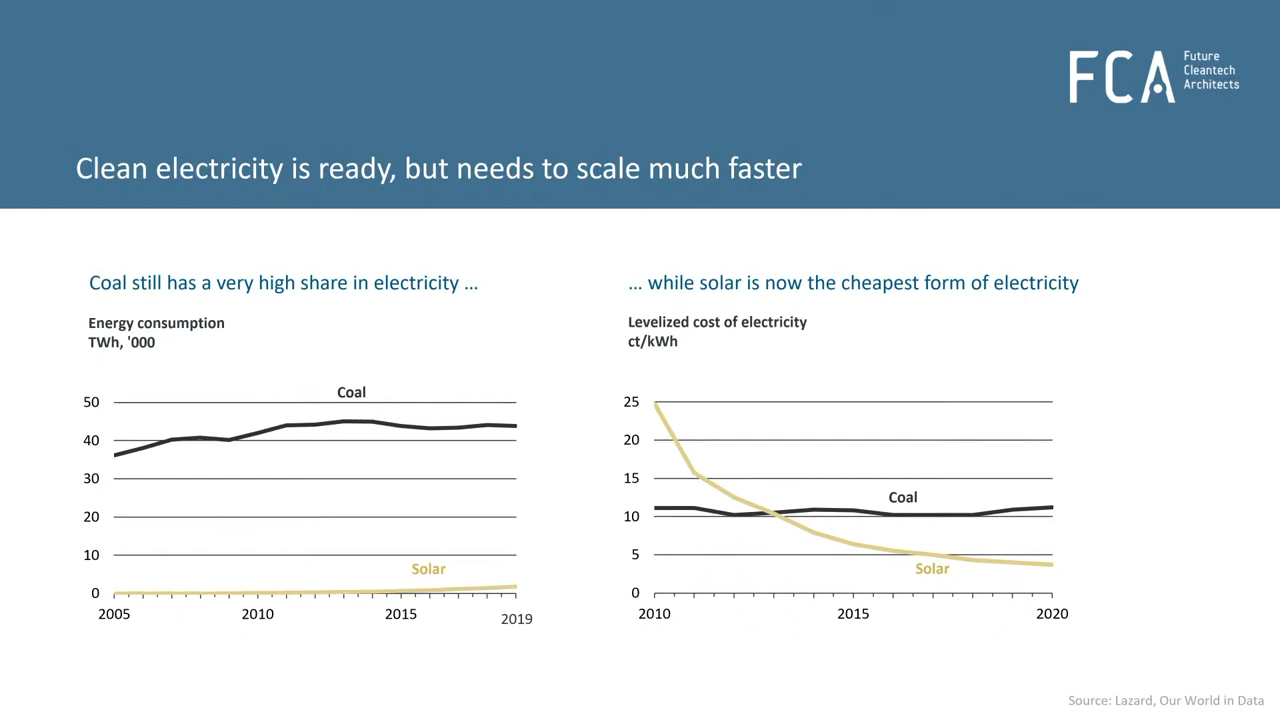 FCA
Future
Cleantech
Architects
Clean electricity is ready, but needs to scale much faster
Coal still has a very high share in electricity …
Energy consumption
TWh, '000
Coal
50
40
30
20
10
0
Solar
2005
2010
2015
2019
… while solar is now the cheapest form of electricity
Levelized cost of electricity
ct/kWh
25
20
15
10
5
0
Coal
Solar
2010
2015
2020
Source: Lazard, Our World in Data